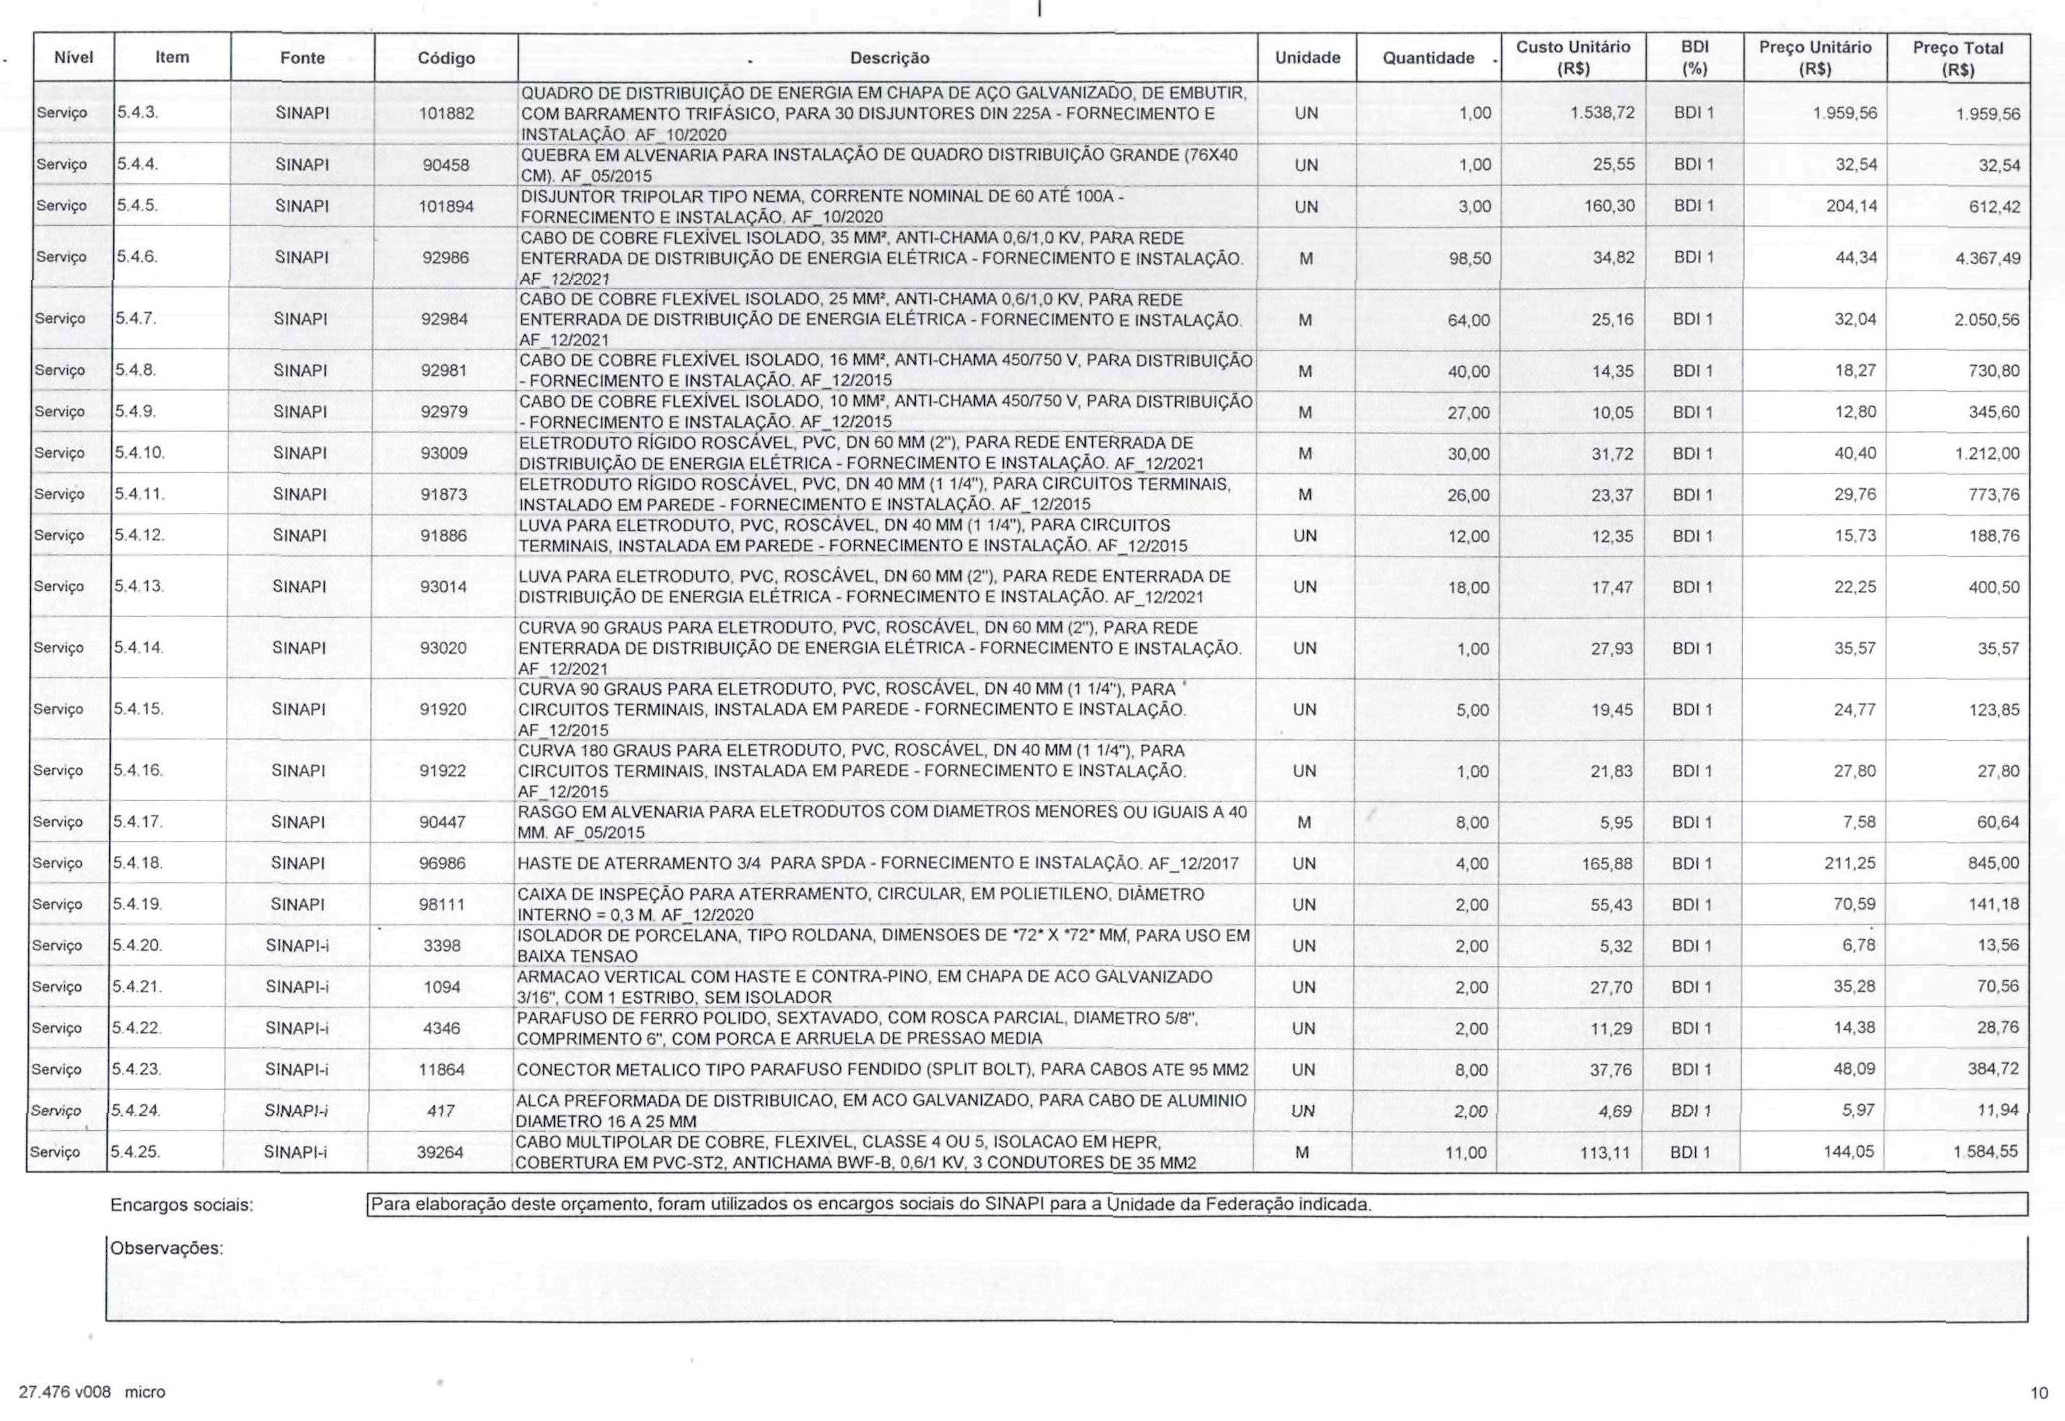 Nível Item Fonte Código Descrição Unidade Quantidade Custo Unitário (R$) BDI (%) Preço Unitário (R$) Preço Total (R$)
Serviço 5.4.3. SINAPI 101882 QUADRO DE DISTRIBUIÇÃO DE ENERGIA EM CHAPA DE AÇO GALVANIZADO, DE EMBUTIR,
COM BARRAMENTO TRIFÁSICO, PARA 30 DISJUNTORES DIN 225A - FORNECIMENTO E
INSTALAÇÃO. AF_10/2020 UN 1,00 1.538,72 BDI 1 1.959,56 1.959,56
Serviço 5.4.4. SINAPI 90458 QUEBRA EM ALVENARIA PARA INSTALAÇÃO DE QUADRO DISTRIBUIÇÃO GRANDE (76X40
CM). AF_05/2015 UN 1,00 25,55 BDI 1 32,54 32,54
Serviço 5.4.5. SINAPI 101894 DISJUNTOR TRIPOLAR TIPO NEMA, CORRENTE NOMINAL DE 60 ATÉ 100A -
FORNECIMENTO E INSTALAÇÃO. AF_10/2020 UN 3,00 160,30 BDI 1 204,14 612,42
Serviço 5.4.6. SINAPI 92986 CABO DE COBRE FLEXÍVEL ISOLADO, 35 MM², ANTI-CHAMA 0,6/1,0 KV, PARA REDE
ENTERRADA DE DISTRIBUIÇÃO DE ENERGIA ELÉTRICA - FORNECIMENTO E INSTALAÇÃO.
AF_12/2021 M 98,50 34,82 BDI 1 44,34 4.367,49
Serviço 5.4.7. SINAPI 92984 CABO DE COBRE FLEXÍVEL ISOLADO, 25 MM², ANTI-CHAMA 0,6/1,0 KV, PARA REDE
ENTERRADA DE DISTRIBUIÇÃO DE ENERGIA ELÉTRICA - FORNECIMENTO E INSTALAÇÃO.
AF_12/2021 M 64,00 25,16 BDI 1 32,04 2.050,56
Serviço 5.4.8. SINAPI 92981 CABO DE COBRE FLEXÍVEL ISOLADO, 16 MM², ANTI-CHAMA 450/750 V, PARA DISTRIBUIÇÃO
- FORNECIMENTO E INSTALAÇÃO. AF_12/2015 M 40,00 14,35 BDI 1 18,27 730,80
Serviço 5.4.9. SINAPI 92979 CABO DE COBRE FLEXÍVEL ISOLADO, 10 MM², ANTI-CHAMA 450/750 V, PARA DISTRIBUIÇÃO
- FORNECIMENTO E INSTALAÇÃO. AF_12/2015 M 27,00 10,05 BDI 1 12,80 345,60
Serviço 5.4.10. SINAPI 93009 ELETRODUTO RÍGIDO ROSCÁVEL, PVC, DN 60 MM (2"), PARA REDE ENTERRADA DE
DISTRIBUIÇÃO DE ENERGIA ELÉTRICA - FORNECIMENTO E INSTALAÇÃO. AF_12/2021 M 30,00 31,72 BDI 1 40,40 1.212,00
Serviço 5.4.11. SINAPI 91873 ELETRODUTO RÍGIDO ROSCÁVEL, PVC, DN 40 MM (1 1/4"), PARA CIRCUITOS TERMINAIS,
INSTALADO EM PAREDE - FORNECIMENTO E INSTALAÇÃO. AF_12/2015 M 26,00 23,37 BDI 1 29,76 773,76
Serviço 5.4.12. SINAPI 91886 LUVA PARA ELETRODUTO, PVC, ROSCÁVEL, DN 40 MM (1 1/4"), PARA CIRCUITOS
TERMINAIS, INSTALADA EM PAREDE - FORNECIMENTO E INSTALAÇÃO. AF_12/2015 UN 12,00 12,35 BDI 1 15,73 188,76
Serviço 5.4.13. SINAPI 93014 LUVA PARA ELETRODUTO, PVC, ROSCÁVEL, DN 60 MM (2"), PARA REDE ENTERRADA DE
DISTRIBUIÇÃO DE ENERGIA ELÉTRICA - FORNECIMENTO E INSTALAÇÃO. AF_12/2021 UN 18,00 17,47 BDI 1 22,25 400,50
Serviço 5.4.14. SINAPI 93020 CURVA 90 GRAUS PARA ELETRODUTO, PVC, ROSCÁVEL, DN 60 MM (2"), PARA REDE
ENTERRADA DE DISTRIBUIÇÃO DE ENERGIA ELÉTRICA - FORNECIMENTO E INSTALAÇÃO.
AF_12/2021 UN 1,00 27,93 BDI 1 35,57 35,57
Serviço 5.4.15. SINAPI 91920 CURVA 90 GRAUS PARA ELETRODUTO, PVC, ROSCÁVEL, DN 40 MM (1 1/4"), PARA
CIRCUITOS TERMINAIS, INSTALADA EM PAREDE - FORNECIMENTO E INSTALAÇÃO.
AF_12/2015 UN 5,00 19,45 BDI 1 24,77 123,85
Serviço 5.4.16. SINAPI 91922 CURVA 180 GRAUS PARA ELETRODUTO, PVC, ROSCÁVEL, DN 40 MM (1 1/4"), PARA
CIRCUITOS TERMINAIS, INSTALADA EM PAREDE - FORNECIMENTO E INSTALAÇÃO.
AF_12/2015 UN 1,00 21,83 BDI 1 27,80 27,80
Serviço 5.4.17. SINAPI 90447 RASGO EM ALVENARIA PARA ELETRODUTOS COM DIAMETROS MENORES OU IGUAIS A 40
MM. AF_05/2015 M 8,00 5,95 BDI 1 7,58 60,64
Serviço 5.4.18. SINAPI 96986 HASTE DE ATERRAMENTO 3/4 PARA SPDA - FORNECIMENTO E INSTALAÇÃO. AF_12/2017 UN 4,00 165,88 BDI 1 211,25 845,00
Serviço 5.4.19. SINAPI 98111 CAIXA DE INSPEÇÃO PARA ATERRAMENTO, CIRCULAR, EM POLIETILENO, DIÂMETRO
INTERNO = 0,3 M. AF_12/2020 UN 2,00 55,43 BDI 1 70,59 141,18
Serviço 5.4.20. SINAPI-i 3398 ISOLADOR DE PORCELANA, TIPO ROLDANA, DIMENSOES DE *72* X *72* MM, PARA USO EM
BAIXA TENSAO UN 2,00 5,32 BDI 1 6,78 13,56
Serviço 5.4.21. SINAPI-i 1094 ARMACAO VERTICAL COM HASTE E CONTRA-PINO, EM CHAPA DE ACO GALVANIZADO
3/16", COM 1 ESTRIBO, SEM ISOLADOR UN 2,00 27,70 BDI 1 35,28 70,56
Serviço 5.4.22. SINAPI-i 4346 PARAFUSO DE FERRO POLIDO, SEXTAVADO, COM ROSCA PARCIAL, DIAMETRO 5/8",
COMPRIMENTO 6", COM PORCA E ARRUELA DE PRESSAO MEDIA UN 2,00 11,29 BDI 1 14,38 28,76
Serviço 5.4.23. SINAPI-i 11864 CONECTOR METALICO TIPO PARAFUSO FENDIDO (SPLIT BOLT), PARA CABOS ATE 95 MM2 UN 8,00 37,76 BDI 1 48,09 384,72
Serviço 5.4.24. SINAPI-i 417 ALCA PREFORMADA DE DISTRIBUICAO, EM ACO GALVANIZADO, PARA CABO DE ALUMINIO
DIAMETRO 16 A 25 MM UN 2,00 4,69 BDI 1 5,97 11,94
Serviço 5.4.25. SINAPI-i 39264 CABO MULTIPOLAR DE COBRE, FLEXIVEL, CLASSE 4 OU 5, ISOLACAO EM HEPR,
COBERTURA EM PVC-ST2, ANTICHAMA BWF-B, 0,6/1 KV, 3 CONDUTORES DE 35 MM2 M 11,00 113,11 BDI 1 144,05 1.584,55
Encargos sociais: Para elaboração deste orçamento, foram utilizados os encargos sociais do SINAPI para a Unidade da Federação indicada.
Observações:
27.476 v008 micro 10